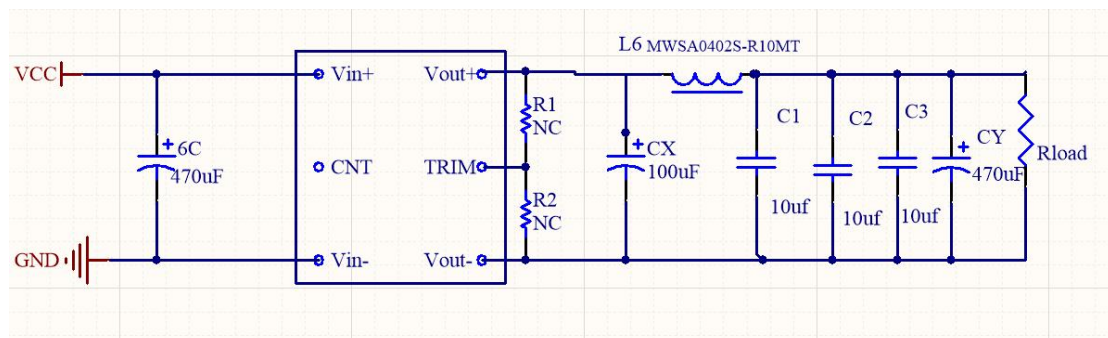 L6 MWSA0402S-R10MT
VCC
Vin+
Vout+
R1
NC
C1
C2
C3
6C
470uF
CNT
TRIM
CX
100uF
CY
470uF
Rload
R2
NC
10uf
10uf
10uf
GND
Vin-
Vout-